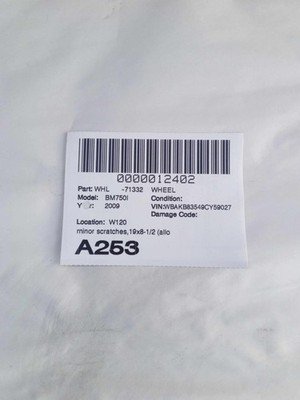 0000012402
Part: WHL -71332 WHEEL
Model: BM750I Condition:
Year: 2009 VIN:WBAKB83549CY59027
Damage Code:
Location: W120
minor scratches,19x8-1/2 (allo
A253